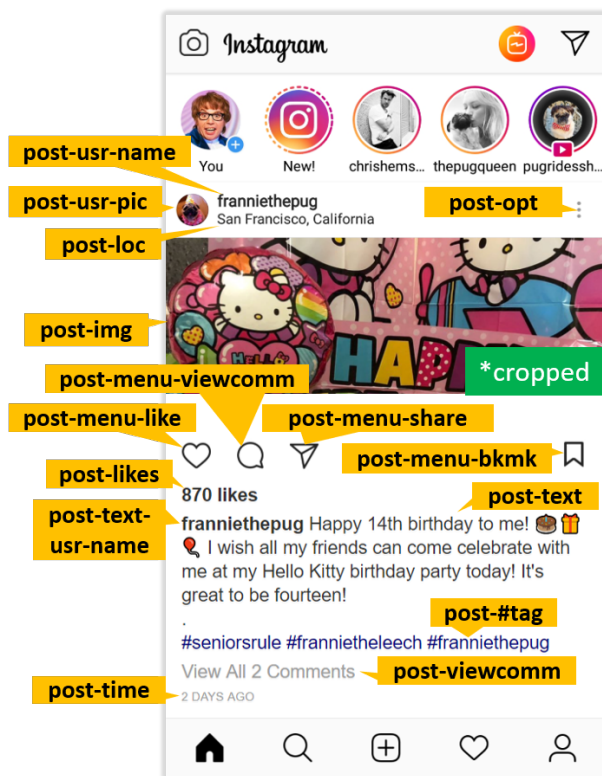 Instagram
You New! chrishems... thepugqueen pugridessh...
post-usr-name
franniethepug
post-usr-pic
post-opt
San Francisco, California
post-loc
post-img
HELLO
HAP
*cropped
post-menu-viewcomm
post-menu-like
post-menu-share
post-menu-bkmk
post-likes
870 likes
post-text
post-text-
usr-name
franniethepug Happy 14th birthday to me! 🎂🎁
🎈 I wish all my friends can come celebrate with
me at my Hello Kitty birthday party today! It's
great to be fourteen!
.
post-#tag
#seniorsrule #frannietheleech #franniethepug
View All 2 Comments
post-viewcomm
post-time
2 DAYS AGO